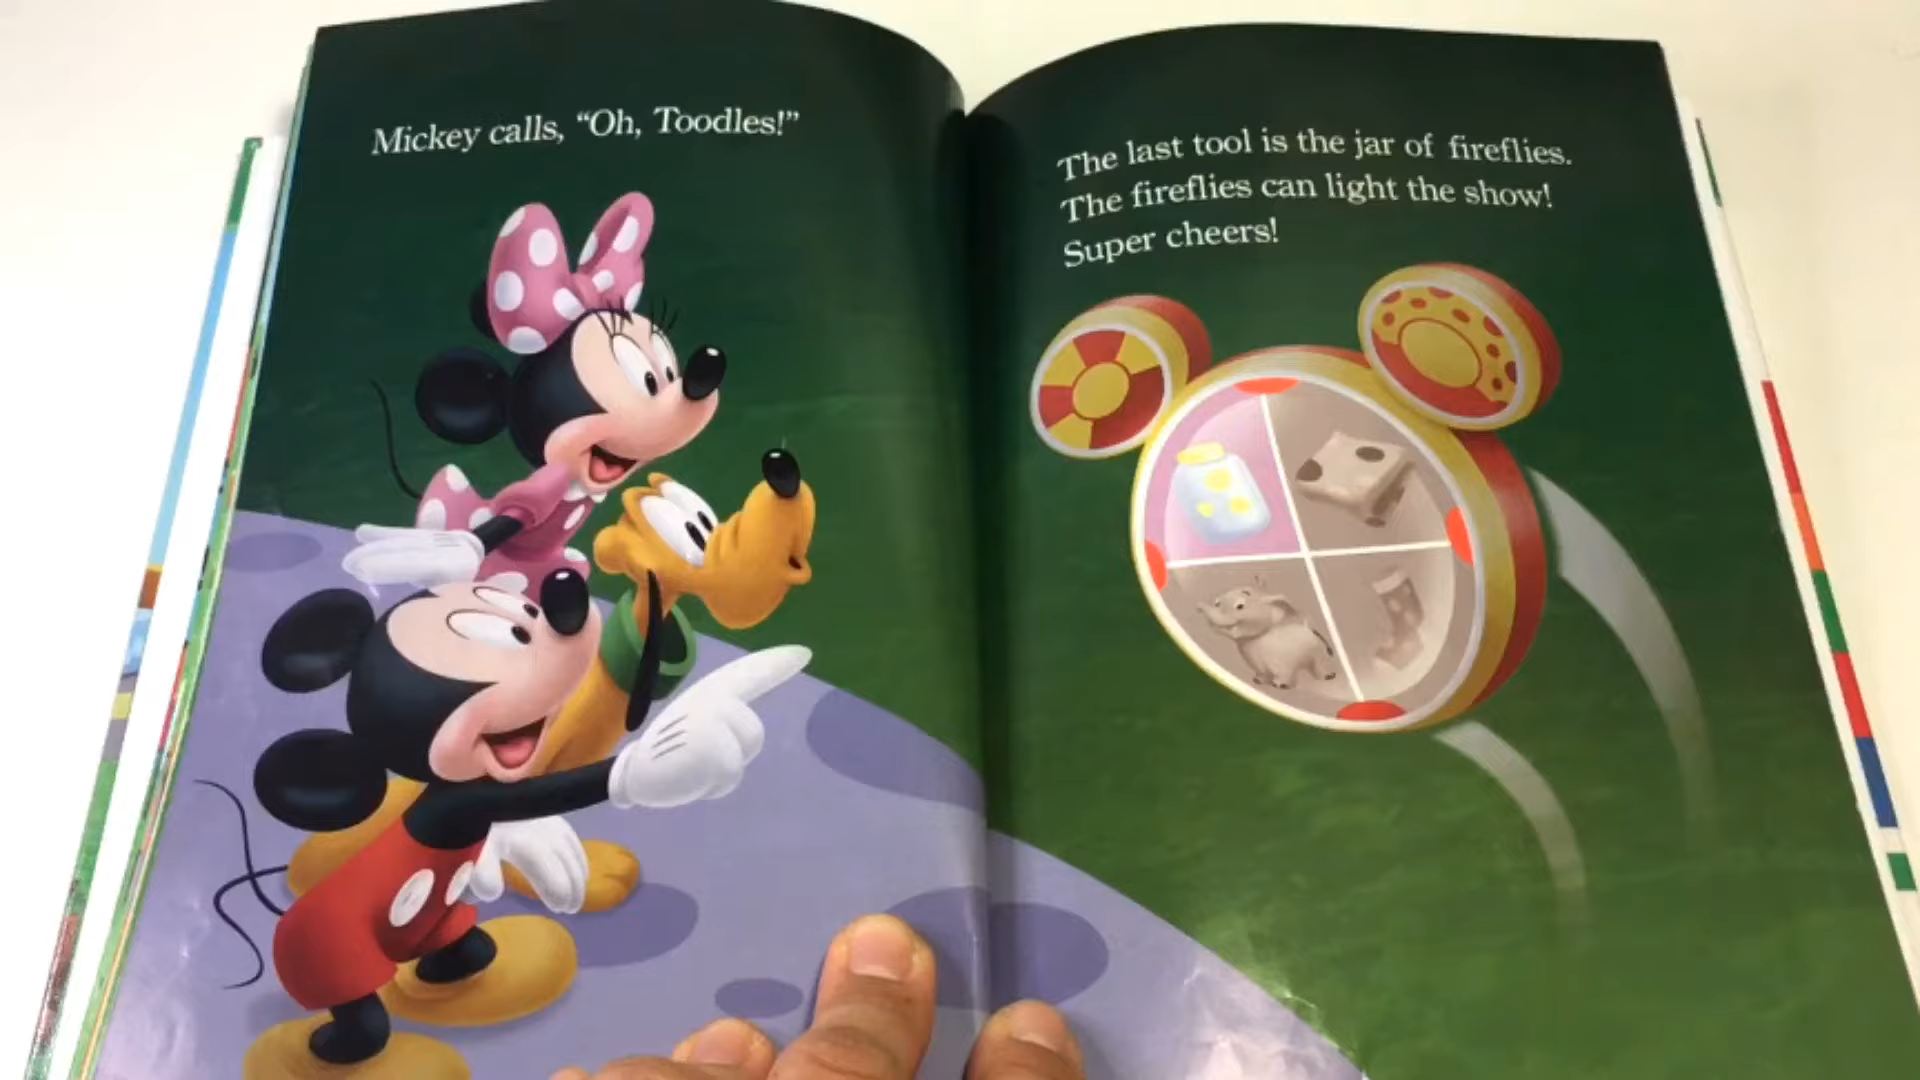 Mickey calls, “Oh, Toodles!”
The last tool is the jar of fireflies.
The fireflies can light the show!
Super cheers!